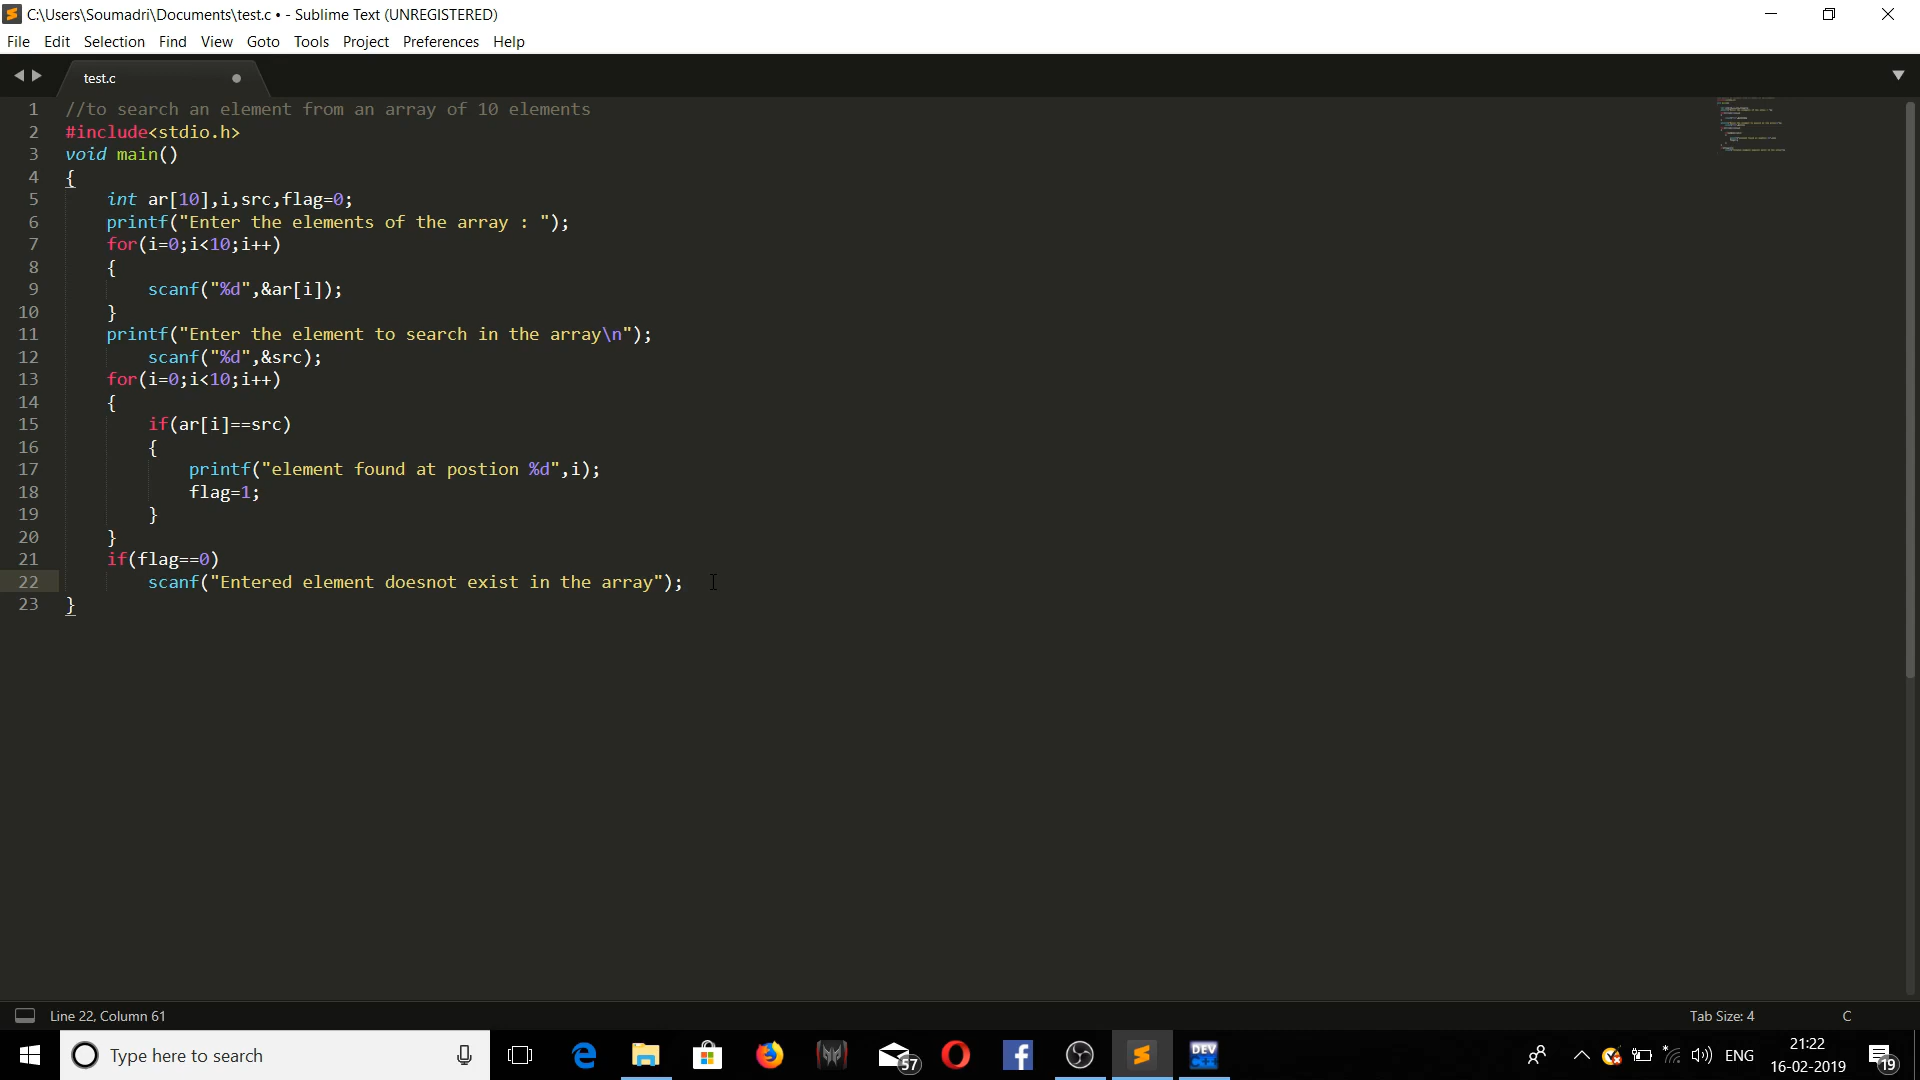 C:\Users\Soumadri\Documents\test.c • - Sublime Text (UNREGISTERED)
File Edit Selection Find View Goto Tools Project Preferences Help
test.c
1 //to search an element from an array of 10 elements
2 #include<stdio.h>
3 void main()
4 {
5 int ar[10],i,src,flag=0;
6 printf("Enter the elements of the array : ");
7 for(i=0;i<10;i++)
8 {
9 scanf("%d",&ar[i]);
10 }
11 printf("Enter the element to search in the array\n");
12 scanf("%d",&src);
13 for(i=0;i<10;i++)
14 {
15 if(ar[i]==src)
16 {
17 printf("element found at postion %d",i);
18 flag=1;
19 }
20 }
21 if(flag==0)
22 scanf("Entered element doesnot exist in the array");
23 }
Line 22, Column 61 Tab Size: 4 C
Type here to search 57 DEV ENG 21:22
16-02-2019 19